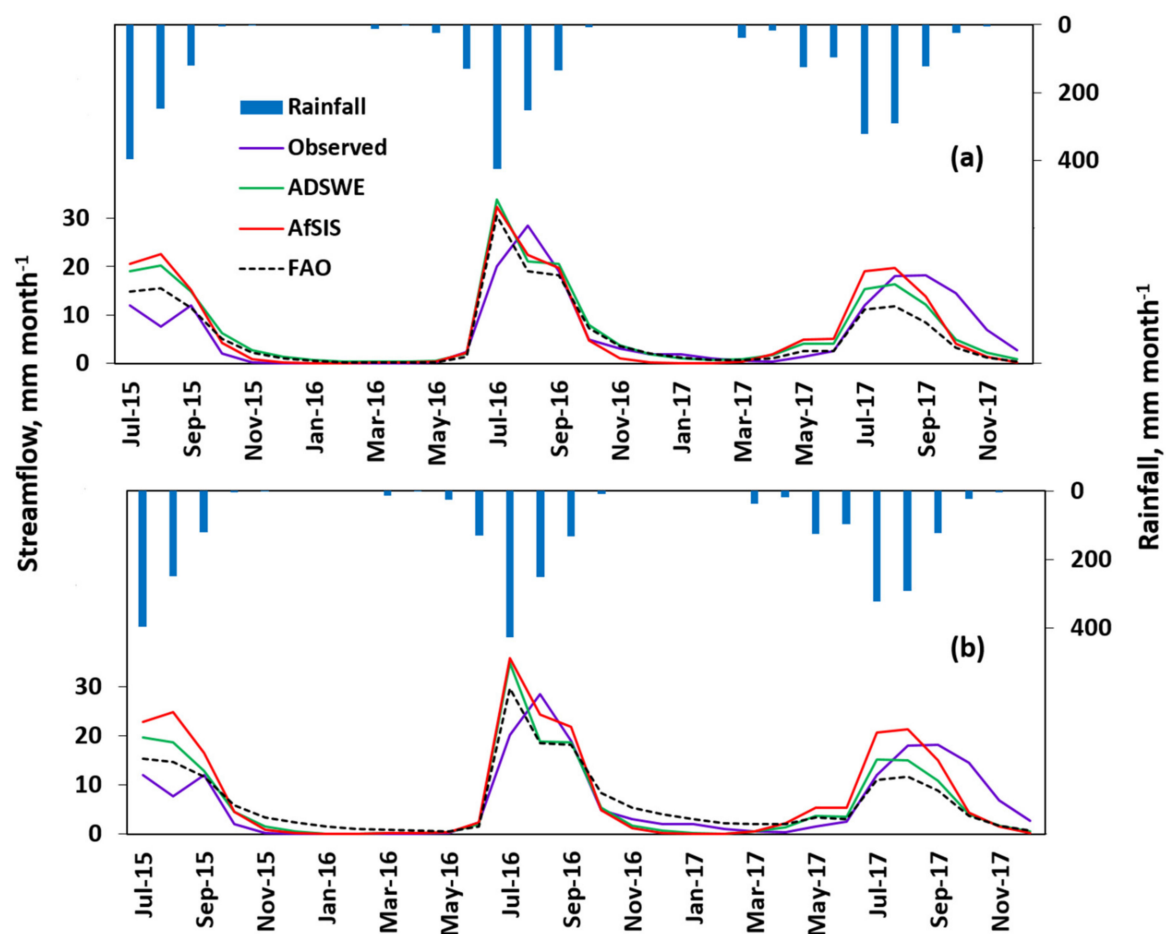 0
200
400
Rainfall
Observed
ADSWE
AfSIS
FAO
(a)
30
20
10
0
Jul-15
Sep-15
Nov-15
Jan-16
Mar-16
May-16
Jul-16
Sep-16
Nov-16
Jan-17
Mar-17
May-17
Jul-17
Sep-17
Nov-17
Streamflow, mm month-1
Rainfall, mm month-1
0
200
400
(b)
30
20
10
0
Jul-15
Sep-15
Nov-15
Jan-16
Mar-16
May-16
Jul-16
Sep-16
Nov-16
Jan-17
Mar-17
May-17
Jul-17
Sep-17
Nov-17